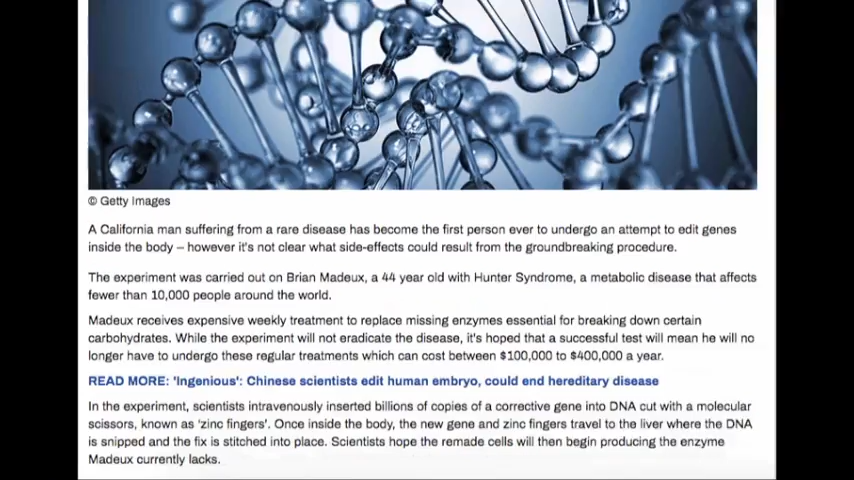 © Getty Images
A California man suffering from a rare disease has become the first person ever to undergo an attempt to edit genes
inside the body – however it's not clear what side-effects could result from the groundbreaking procedure.
The experiment was carried out on Brian Madeux, a 44 year old with Hunter Syndrome, a metabolic disease that affects
fewer than 10,000 people around the world.
Madeux receives expensive weekly treatment to replace missing enzymes essential for breaking down certain
carbohydrates. While the experiment will not eradicate the disease, it's hoped that a successful test will mean he will no
longer have to undergo these regular treatments which can cost between $100,000 to $400,000 a year.
READ MORE: 'Ingenious': Chinese scientists edit human embryo, could end hereditary disease
In the experiment, scientists intravenously inserted billions of copies of a corrective gene into DNA cut with a molecular
scissors, known as 'zinc fingers'. Once inside the body, the new gene and zinc fingers travel to the liver where the DNA
is snipped and the fix is stitched into place. Scientists hope the remade cells will then begin producing the enzyme
Madeux currently lacks.